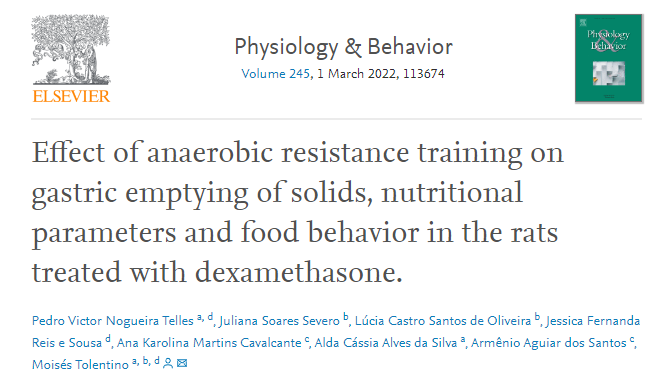 Physiology & Behavior
Volume 245, 1 March 2022, 113674
Physiology
&
Behavior
ELSEVIER
Effect of anaerobic resistance training on
gastric emptying of solids, nutritional
parameters and food behavior in the rats
treated with dexamethasone.
Pedro Victor Nogueira Telles a, d, Juliana Soares Severo b, Lúcia Castro Santos de Oliveira b, Jessica Fernanda
Reis e Sousa d, Ana Karolina Martins Cavalcante c, Alda Cássia Alves da Silva a, Armênio Aguiar dos Santos c,
Moisés Tolentino a, b, d